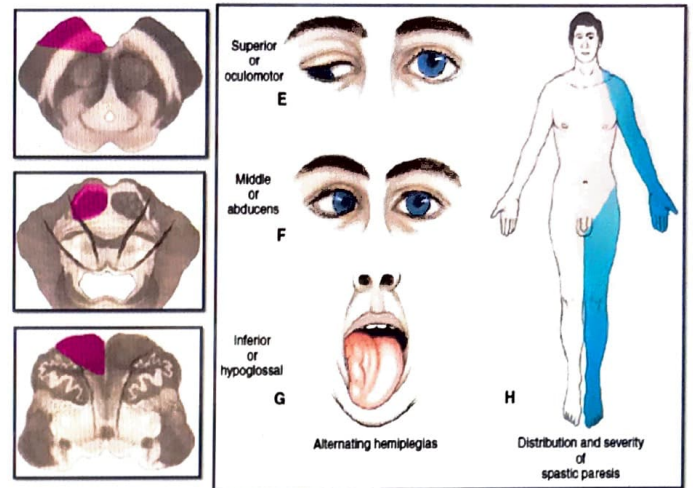 Superior
or
oculomotor
E
Middle
or
abducens
F
Inferior
or
hypoglossal
G
H
Alternating hemiplegias
Distribution and severity
of
spastic paresis